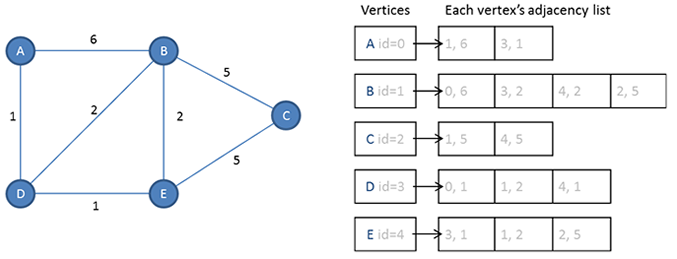 Vertices Each vertex's adjacency list
A 6 B 5 C 1 2 2 5 D 1 E
A id=0 1, 6 3, 1
B id=1 0, 6 3, 2 4, 2 2, 5
C id=2 1, 5 4, 5
D id=3 0, 1 1, 2 4, 1
E id=4 3, 1 1, 2 2, 5